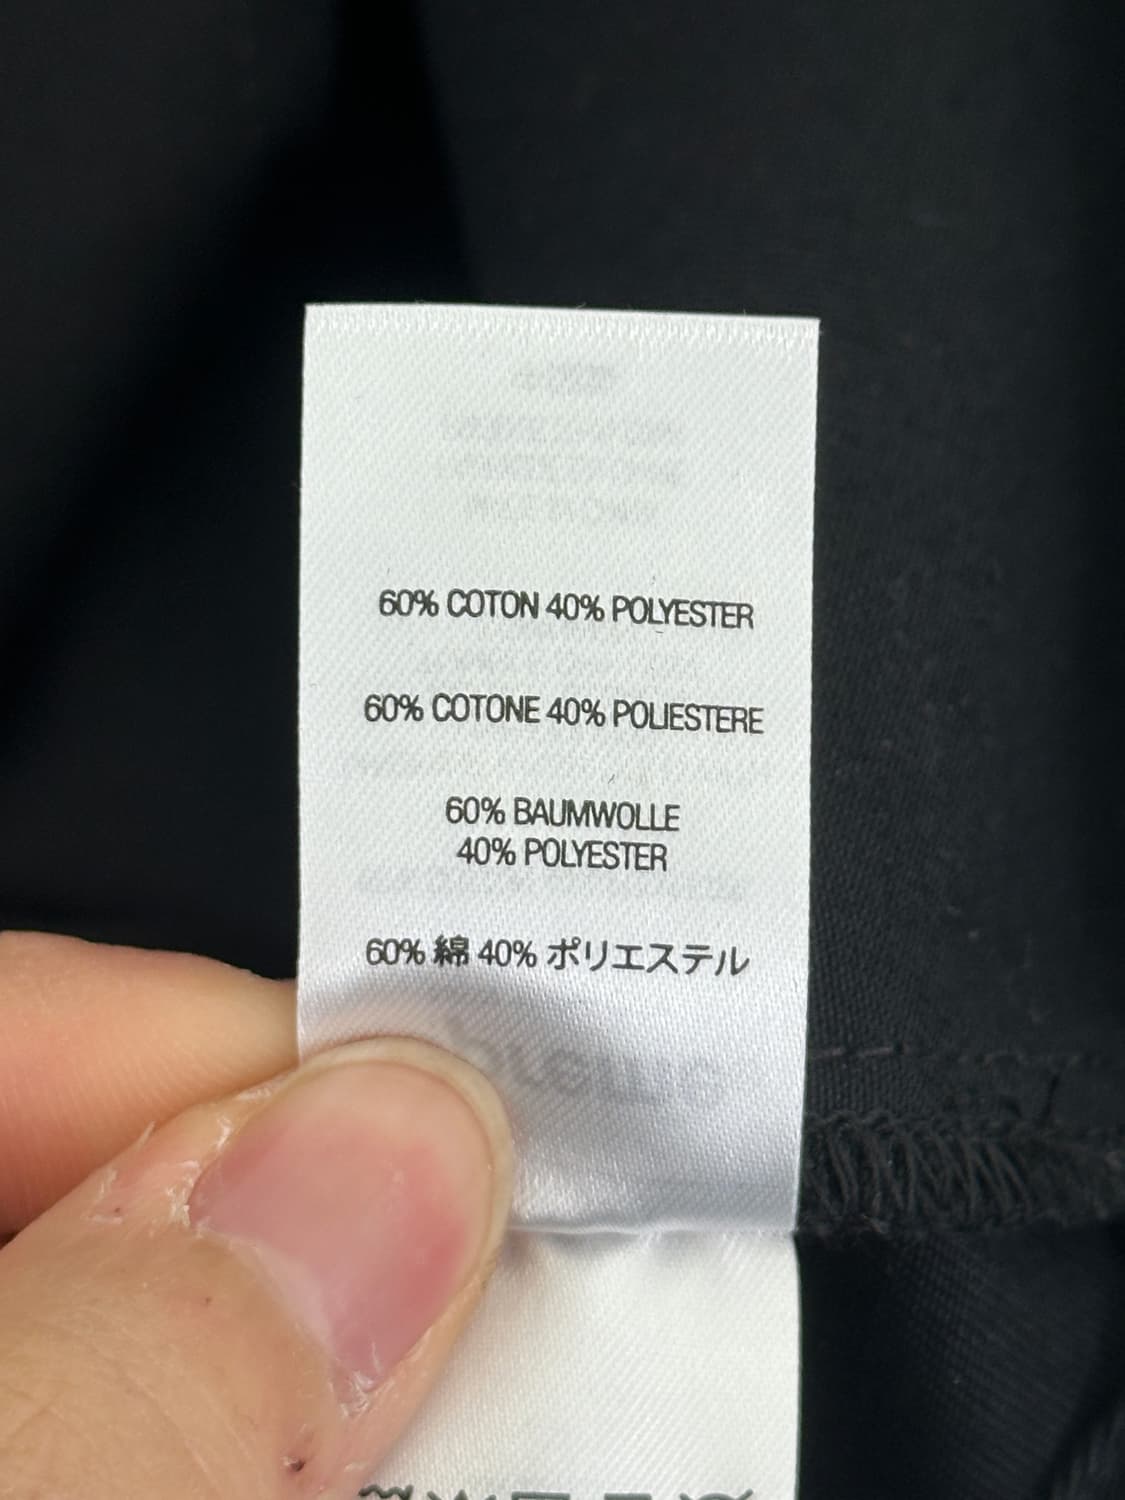 60% COTON 40% POLYESTER
60% COTONE 40% POLIESTERE
60% BAUMWOLLE
40% POLYESTER
60% 綿 40% ポリエステル